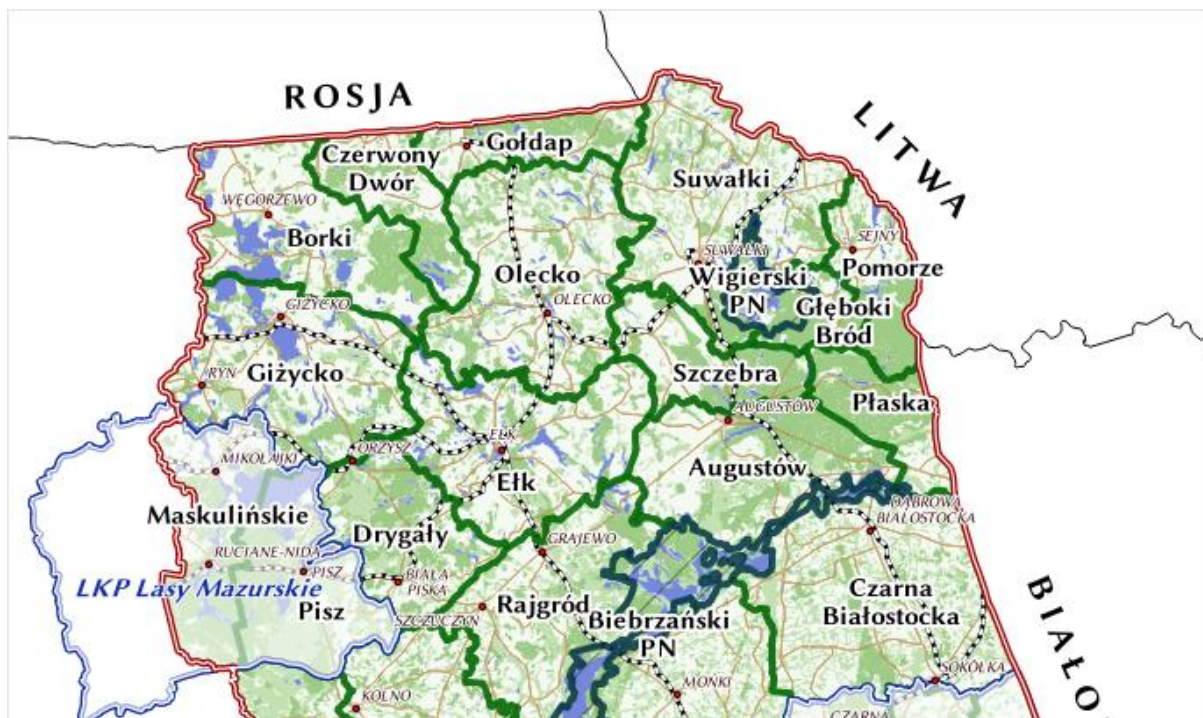 ROSJA
LITWA
Gołdap
Czerwony
Dwór
Suwałki
WĘGORZEWO
Borki
SUWAŁKI
SEJNY
Pomorze
Olecko
OLECKO
Wigierski
PN
Głęboki
Bród
GIŻYCKO
Giżycko
RYN
Szczebra
Płaska
AUGUSTÓW
EŁK
ORZYSZ
MIKOŁAJKI
Augustów
Ełk
DĄBROWA
BIAŁOSTOCKA
Maskulińskie
Drygały
GRAJEWO
RUCIANE-NIDA
PISZ
BIAŁA
PISKA
LKP Lasy Mazurskie
Pisz
SZCZUCZYN
Rajgród
Biebrzański
PN
Czarna
Białostocka
BIAŁO
KOLNO
MOŃKI
SOKÓŁKA
CZARNA